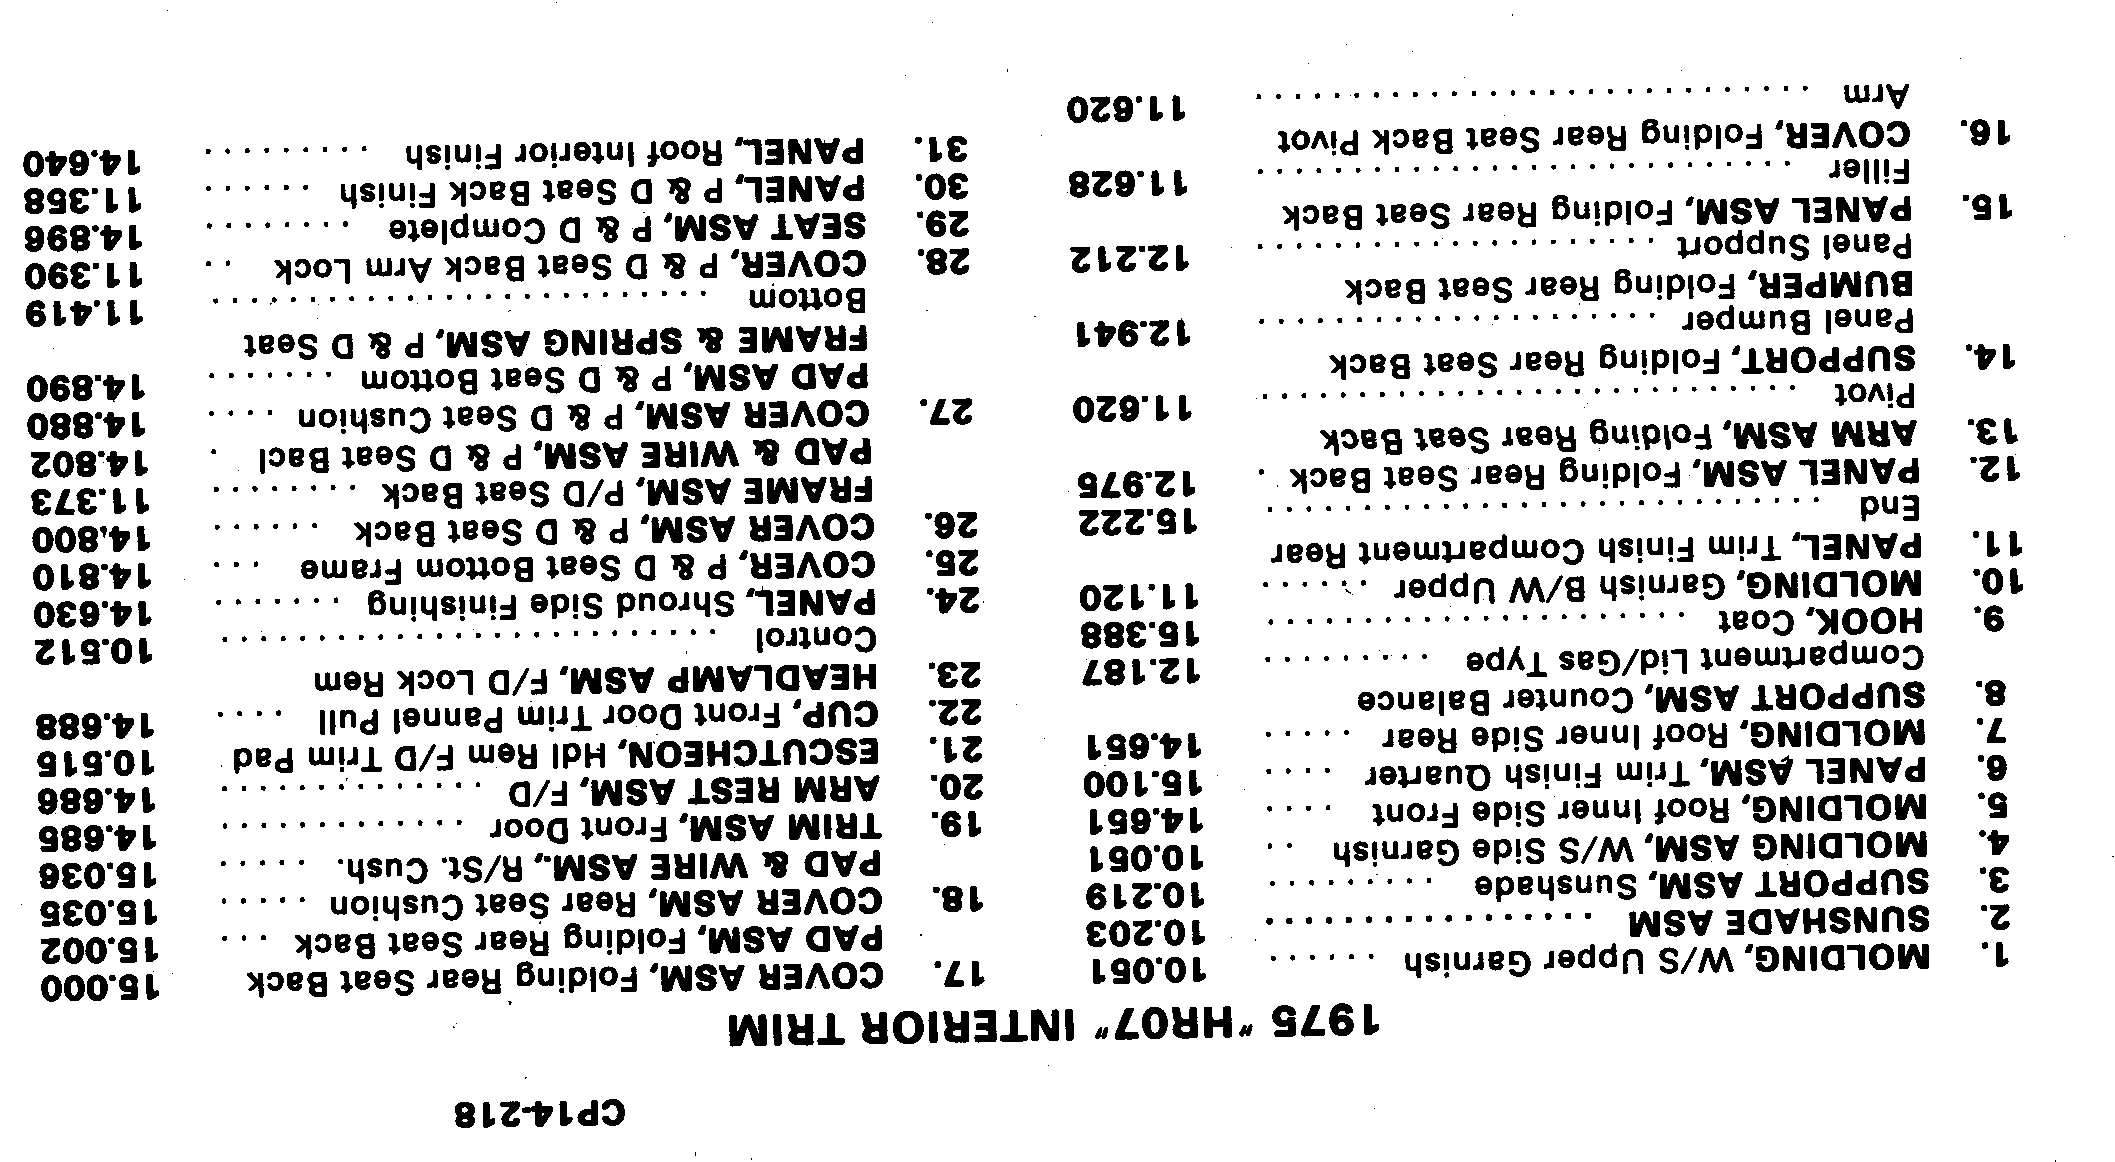 CP14-218
1975 "HR07" INTERIOR TRIM
1. MOLDING, W/S Upper Garnish ...... 10.051
2. SUNSHADE ASM ................. 10.203
3. SUPPORT ASM, Sunshade ......... 10.219
4. MOLDING ASM, W/S Side Garnish .. 10.051
5. MOLDING, Roof Inner Side Front .... 14.651
6. PANEL ASM, Trim Finish Quarter .... 15.100
7. MOLDING, Roof Inner Side Rear ..... 14.651
8. SUPPORT ASM, Counter Balance
Compartment Lid/Gas Type ......... 12.187
9. HOOK, Coat ..................... 15.388
10. MOLDING, Garnish B/W Upper ...... 11.120
11. PANEL, Trim Finish Compartment Rear
End ............................ 15.222
12. PANEL ASM, Folding Rear Seat Back . 12.975
13. ARM ASM, Folding Rear Seat Back
Pivot ........................... 11.620
14. SUPPORT, Folding Rear Seat Back
Panel Bumper .................... 12.941
BUMPER, Folding Rear Seat Back
Panel Support .................... 12.212
15. PANEL ASM, Folding Rear Seat Back
Filler ........................... 11.628
16. COVER, Folding Rear Seat Back Pivot
Arm ............................ 11.620
17. COVER ASM, Folding Rear Seat Back 15.000
PAD ASM, Folding Rear Seat Back ... 15.002
18. COVER ASM, Rear Seat Cushion ..... 15.035
PAD & WIRE ASM., R/St. Cush. ..... 15.036
19. TRIM ASM, Front Door ............. 14.685
20. ARM REST ASM, F/D .............. 14.686
21. ESCUTCHEON, Hdl Rem F/D Trim Pad 10.515
22. CUP, Front Door Trim Pannel Pull .... 14.688
23. HEADLAMP ASM, F/D Lock Rem
Control ......................... 10.512
24. PANEL, Shroud Side Finishing ....... 14.630
25. COVER, P & D Seat Bottom Frame ... 14.810
26. COVER ASM, P & D Seat Back ...... 14.800
FRAME ASM, P/D Seat Back ......... 11.373
PAD & WIRE ASM, P & D Seat Bacl . 14.802
27. COVER ASM, P & D Seat Cushion .... 14.880
PAD ASM, P & D Seat Bottom ....... 14.890
FRAME & SPRING ASM, P & D Seat
Bottom ......................... 11.419
28. COVER, P & D Seat Back Arm Lock .. 11.390
29. SEAT ASM, P & D Complete ........ 14.896
30. PANEL, P & D Seat Back Finish ...... 11.358
31. PANEL, Roof Interior Finish ......... 14.640